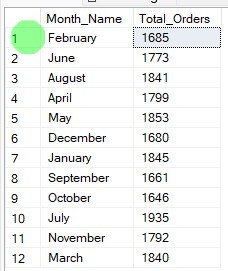 Month_Name Total_Orders
1 February 1685
2 June 1773
3 August 1841
4 April 1799
5 May 1853
6 December 1680
7 January 1845
8 September 1661
9 October 1646
10 July 1935
11 November 1792
12 March 1840